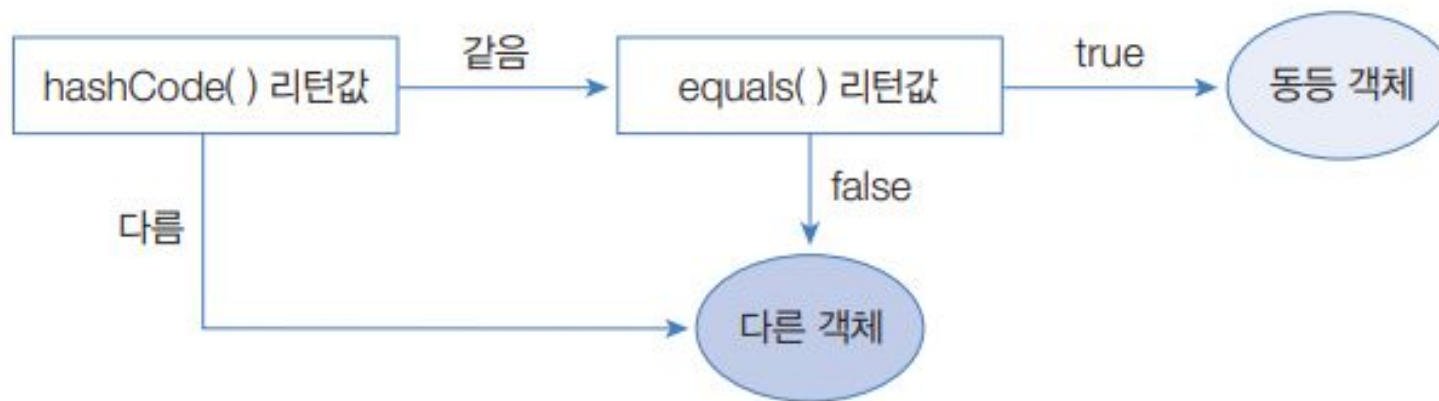 hashCode( ) 리턴값
같음
equals( ) 리턴값
true
동등 객체
다름
false
다른 객체